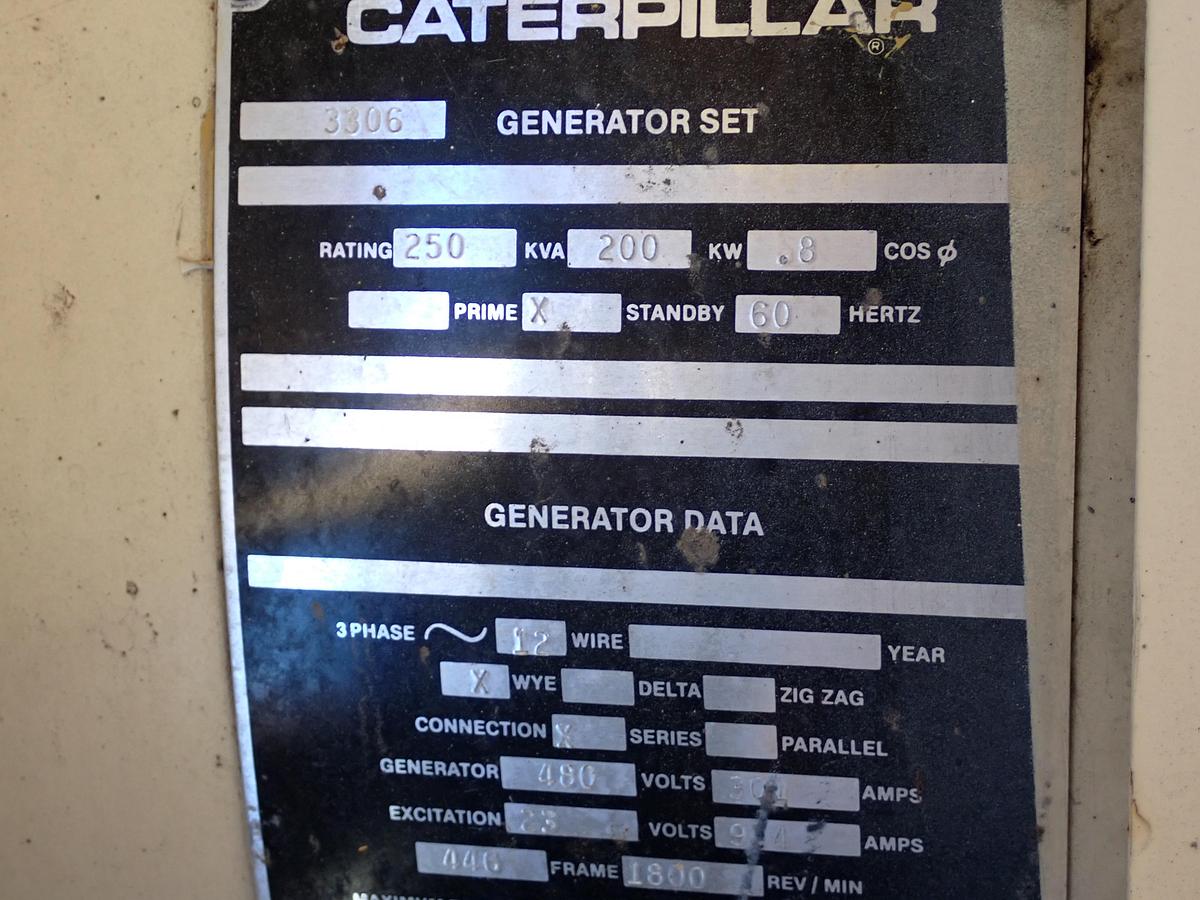 CATERPILLAR
®
3306 GENERATOR SET
RATING 250 KVA 200 KW .8 COS ϕ
PRIME X STANDBY 60 HERTZ
GENERATOR DATA
3 PHASE 12 WIRE YEAR
X WYE DELTA ZIG ZAG
CONNECTION X SERIES PARALLEL
GENERATOR 480 VOLTS 301 AMPS
EXCITATION 23 VOLTS AMPS
FRAME 1800 REV / MIN